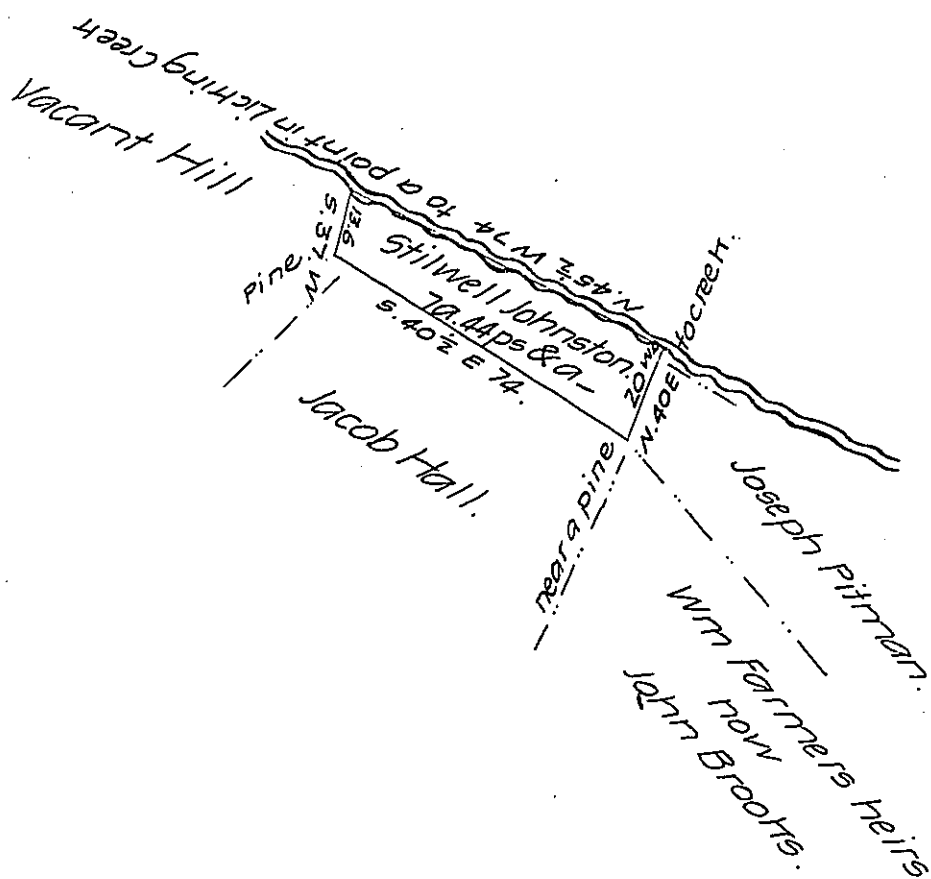 N.45½ W 74 to a point in Licking Creek
Vacant Hill
S.37 W
13.6
pine.
Stilwell Johnston.
7a.44ps & a-
S.40½ E 74.
20
N.40E to creek.
Jacob Hall.
near a pine
Joseph Pitman.
Wm Farmers heirs
now
John Brooks.